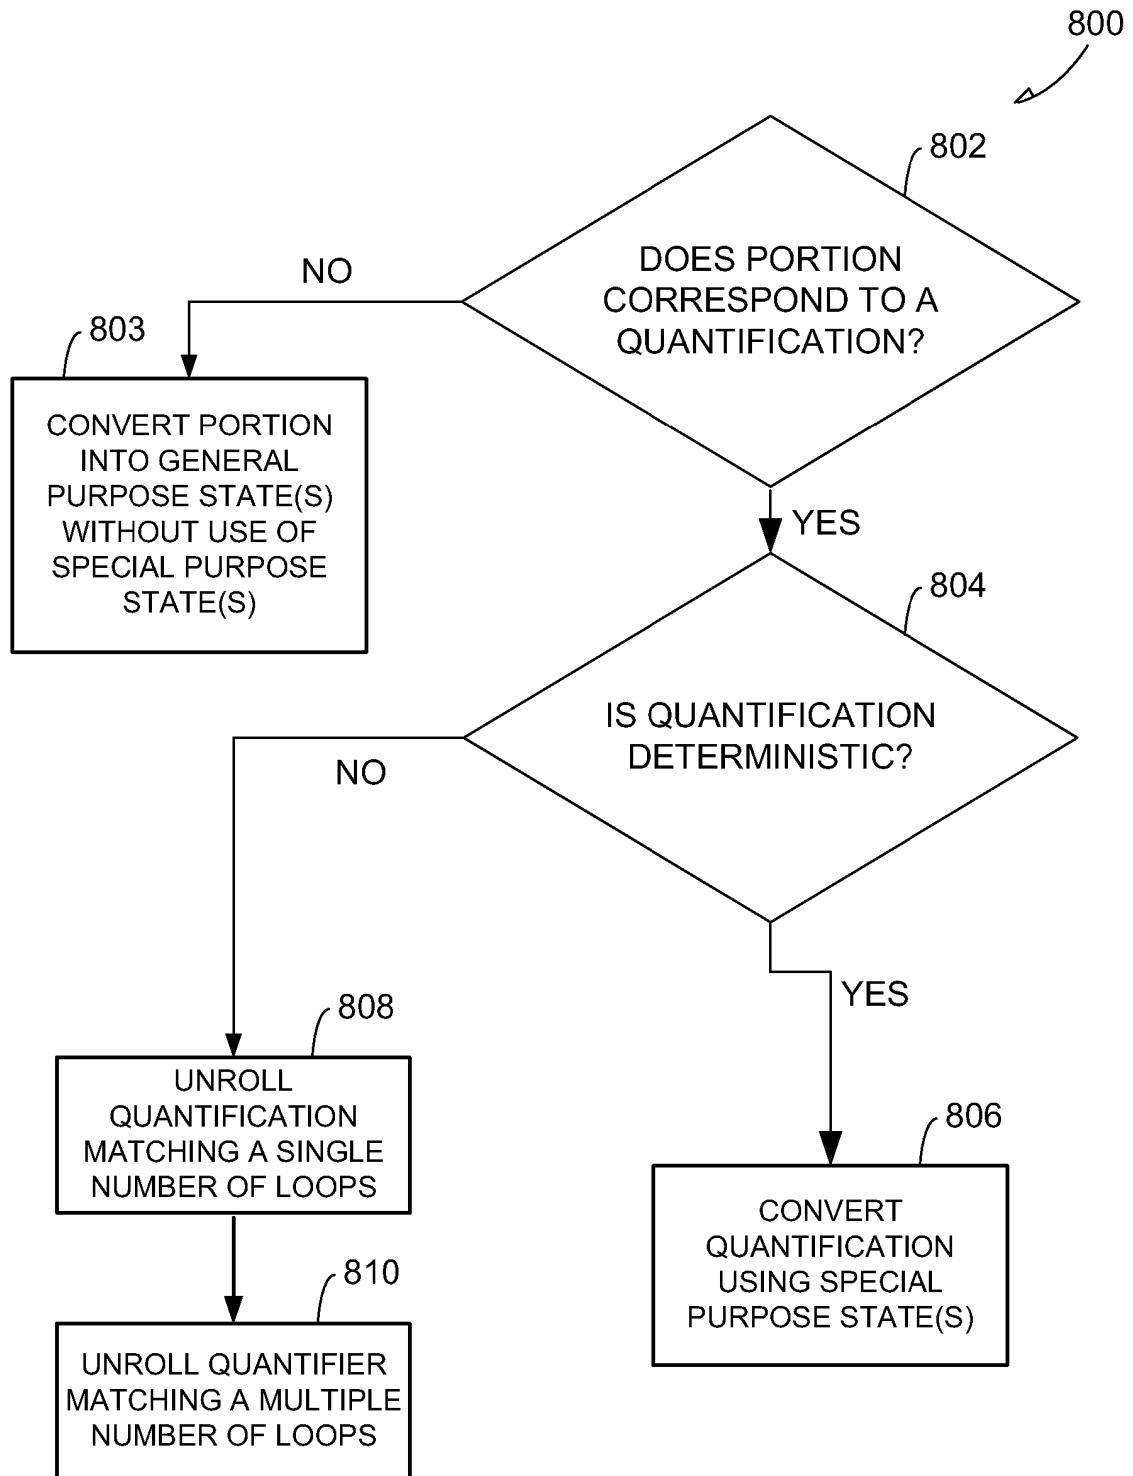 800
802
DOES PORTION
CORRESPOND TO A
QUANTIFICATION?
NO
803
CONVERT PORTION
INTO GENERAL
PURPOSE STATE(S)
WITHOUT USE OF
SPECIAL PURPOSE
STATE(S)
YES
804
IS QUANTIFICATION
DETERMINISTIC?
NO
YES
808
UNROLL
QUANTIFICATION
MATCHING A SINGLE
NUMBER OF LOOPS
806
CONVERT
QUANTIFICATION
USING SPECIAL
PURPOSE STATE(S)
810
UNROLL QUANTIFIER
MATCHING A MULTIPLE
NUMBER OF LOOPS